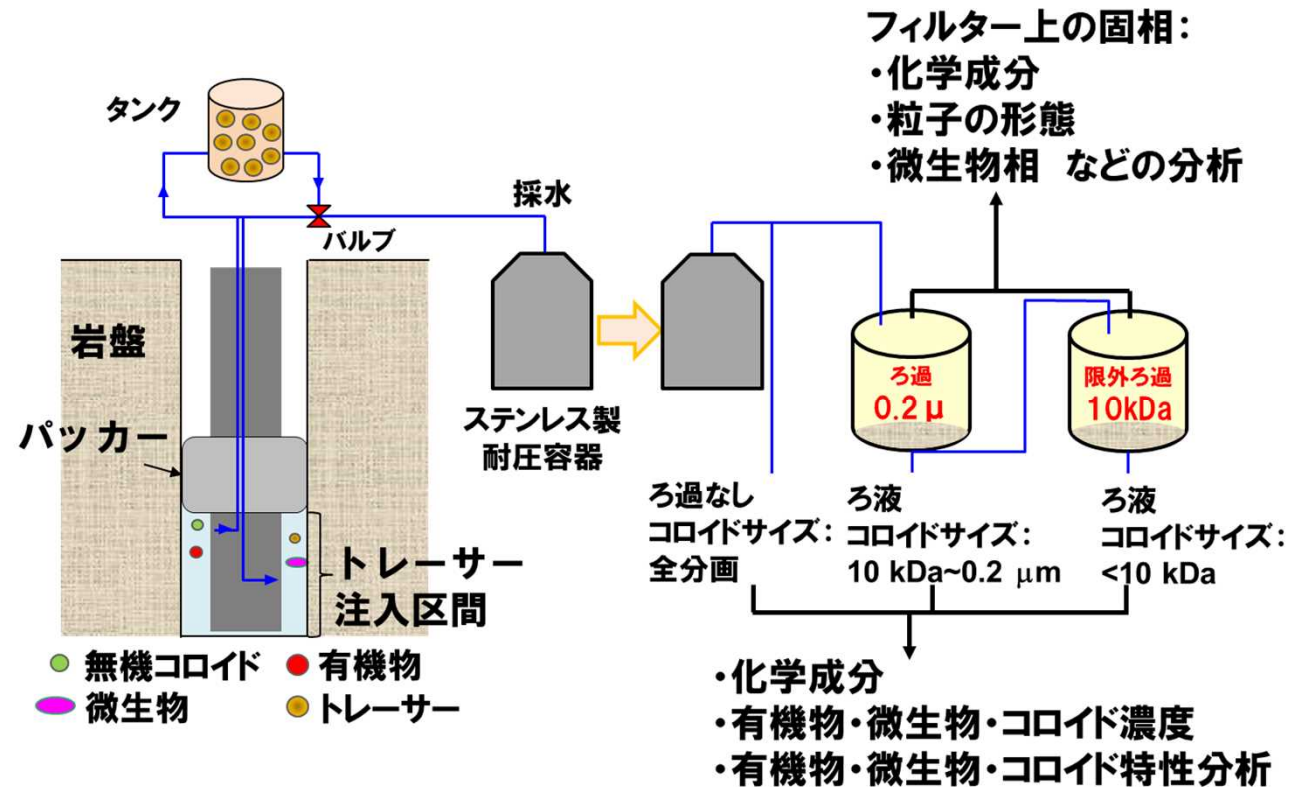 フィルター上の固相：
・化学成分
・粒子の形態
・微生物相 などの分析
タンク
採水
バルブ
岩盤
パッカー
ステンレス製
耐圧容器
トレーサー
注入区間
ろ過
0.2μ
限外ろ過
10kDa
ろ過なし
コロイドサイズ：
全分画
ろ液
コロイドサイズ：
10 kDa~0.2 μm
ろ液
コロイドサイズ：
<10 kDa
無機コロイド
有機物
微生物
トレーサー
・化学成分
・有機物・微生物・コロイド濃度
・有機物・微生物・コロイド特性分析